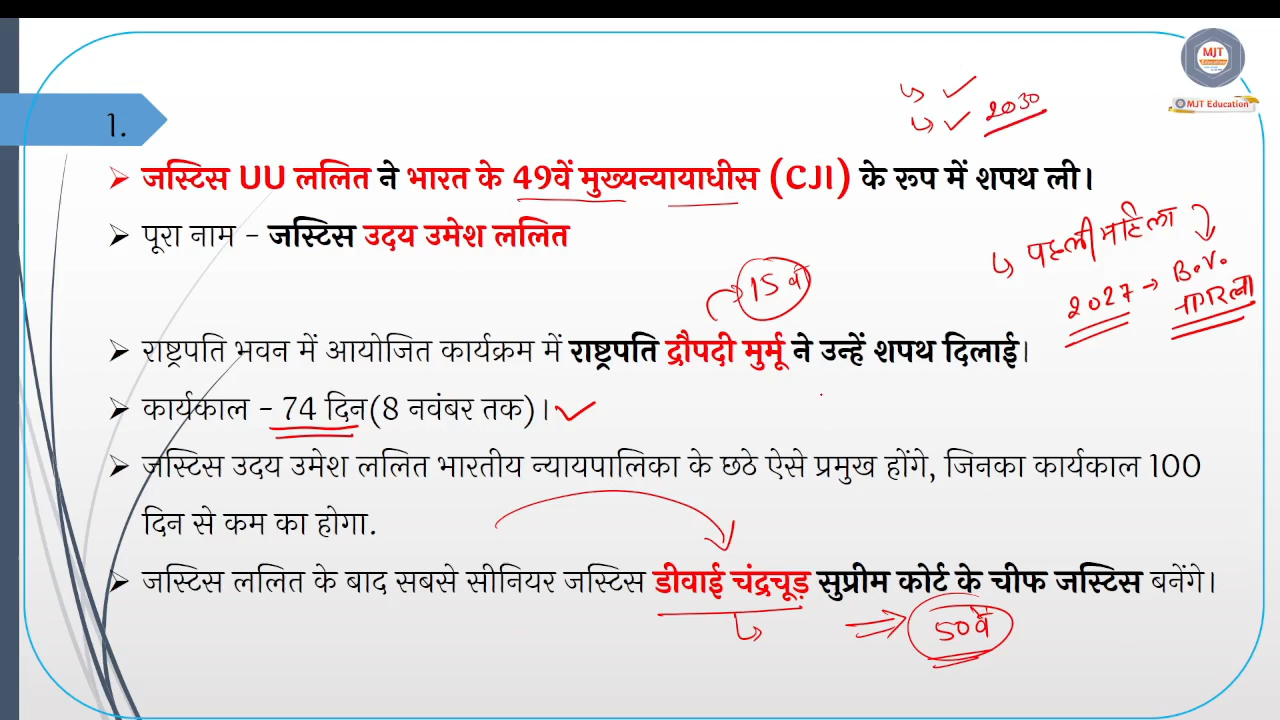 MJT
Education
MJT Education
2030
1.
जस्टिस UU ललित ने भारत के 49वें मुख्यन्यायाधीस (CJI) के रूप में शपथ ली।
पूरा नाम - जस्टिस उदय उमेश ललित
पहली महिला
2027 → B.V.
नागरत्ना
15 वीं
राष्ट्रपति भवन में आयोजित कार्यक्रम में राष्ट्रपति द्रौपदी मुर्मू ने उन्हें शपथ दिलाई।
कार्यकाल - 74 दिन(8 नवंबर तक)।
जस्टिस उदय उमेश ललित भारतीय न्यायपालिका के छठे ऐसे प्रमुख होंगे, जिनका कार्यकाल 100
दिन से कम का होगा.
जस्टिस ललित के बाद सबसे सीनियर जस्टिस डीवाई चंद्रचूड़ सुप्रीम कोर्ट के चीफ जस्टिस बनेंगे।
50वें